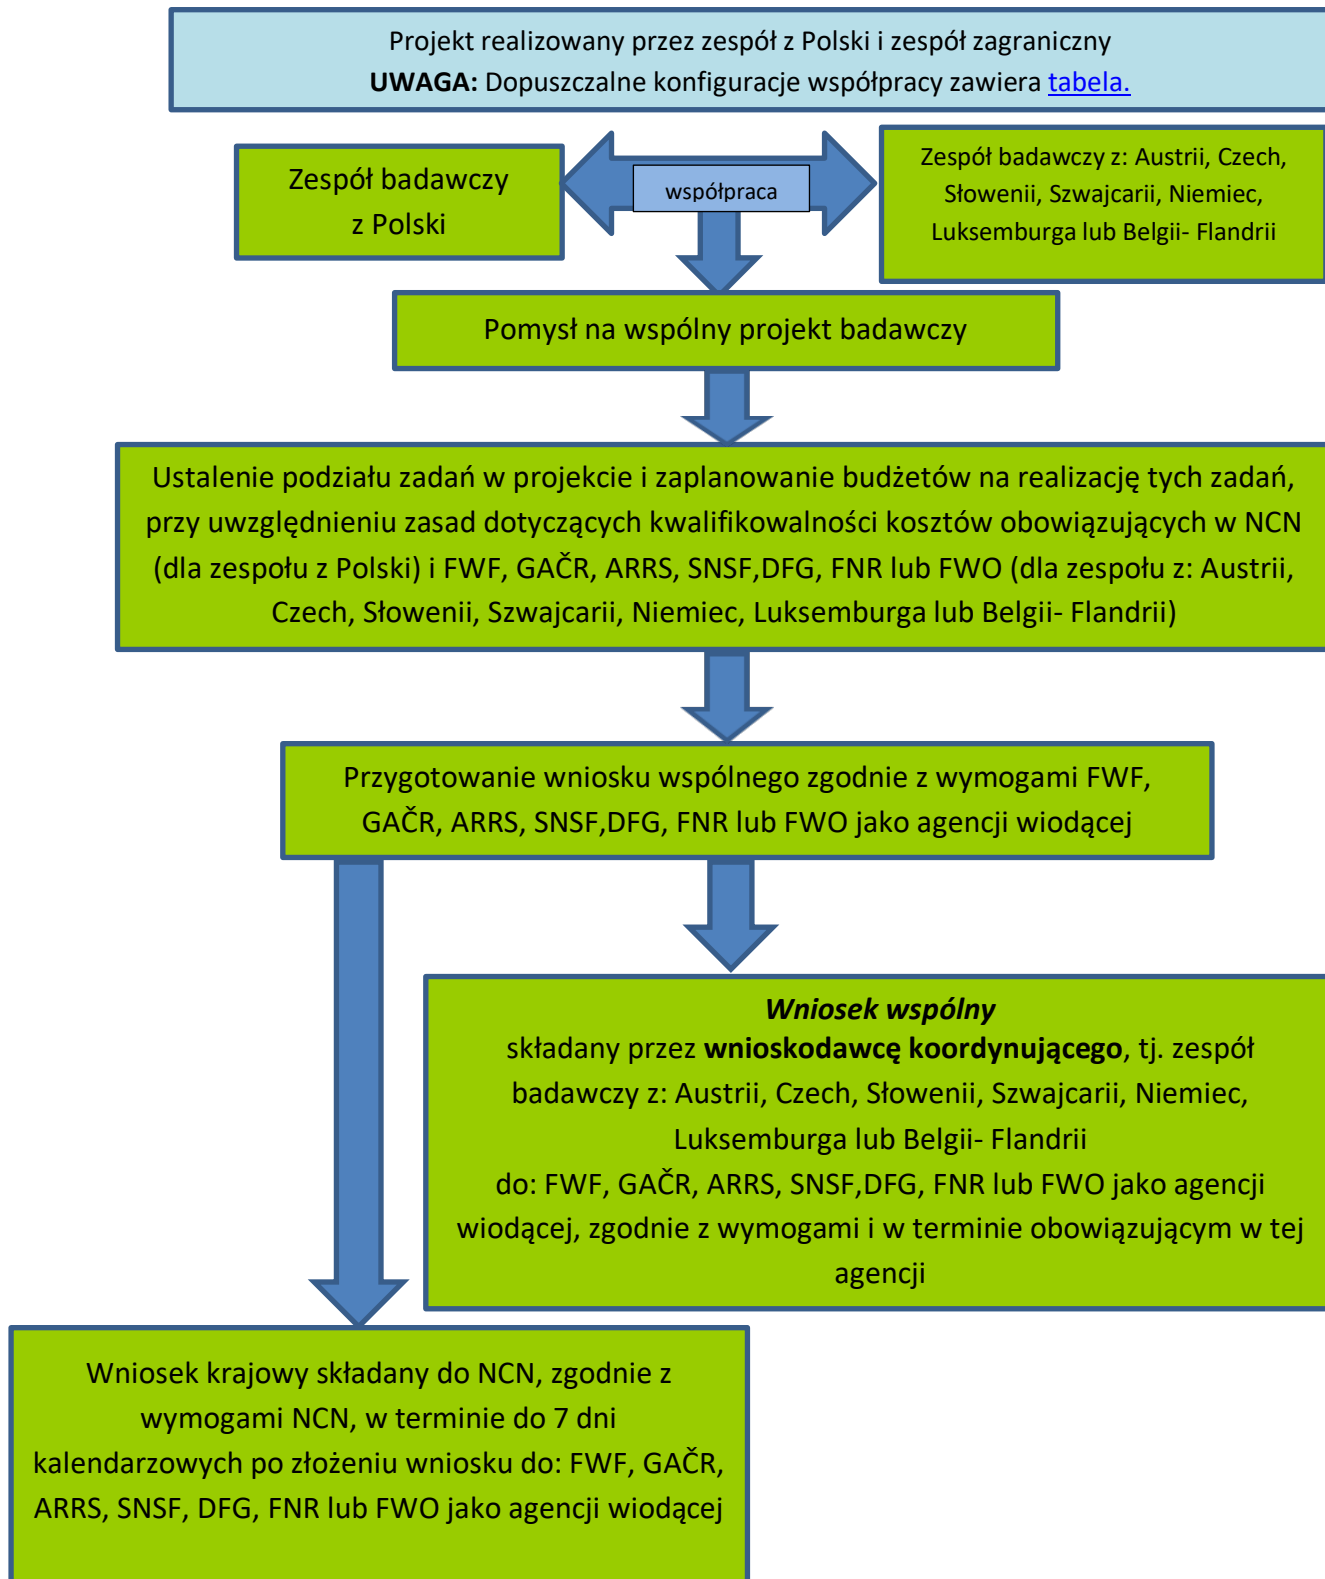 Projekt realizowany przez zespół z Polski i zespół zagraniczny
UWAGA: Dopuszczalne konfiguracje współpracy zawiera tabela.
Zespół badawczy
z Polski
współpraca
Zespół badawczy z: Austrii, Czech,
Słowenii, Szwajcarii, Niemiec,
Luksemburga lub Belgii- Flandrii
Pomysł na wspólny projekt badawczy
Ustalenie podziału zadań w projekcie i zaplanowanie budżetów na realizację tych zadań,
przy uwzględnieniu zasad dotyczących kwalifikowalności kosztów obowiązujących w NCN
(dla zespołu z Polski) i FWF, GAČR, ARRS, SNSF,DFG, FNR lub FWO (dla zespołu z: Austrii,
Czech, Słowenii, Szwajcarii, Niemiec, Luksemburga lub Belgii- Flandrii)
Przygotowanie wniosku wspólnego zgodnie z wymogami FWF,
GAČR, ARRS, SNSF,DFG, FNR lub FWO jako agencji wiodącej
Wniosek wspólny
składany przez wnioskodawcę koordynującego, tj. zespół
badawczy z: Austrii, Czech, Słowenii, Szwajcarii, Niemiec,
Luksemburga lub Belgii- Flandrii
do: FWF, GAČR, ARRS, SNSF,DFG, FNR lub FWO jako agencji
wiodącej, zgodnie z wymogami i w terminie obowiązującym w tej
agencji
Wniosek krajowy składany do NCN, zgodnie z
wymogami NCN, w terminie do 7 dni
kalendarzowych po złożeniu wniosku do: FWF, GAČR,
ARRS, SNSF, DFG, FNR lub FWO jako agencji wiodącej